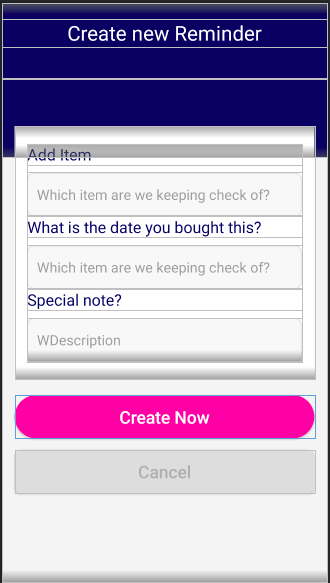 Create new Reminder
Add Item
Which item are we keeping check of?
What is the date you bought this?
Which item are we keeping check of?
Special note?
WDescription
Create Now
Cancel